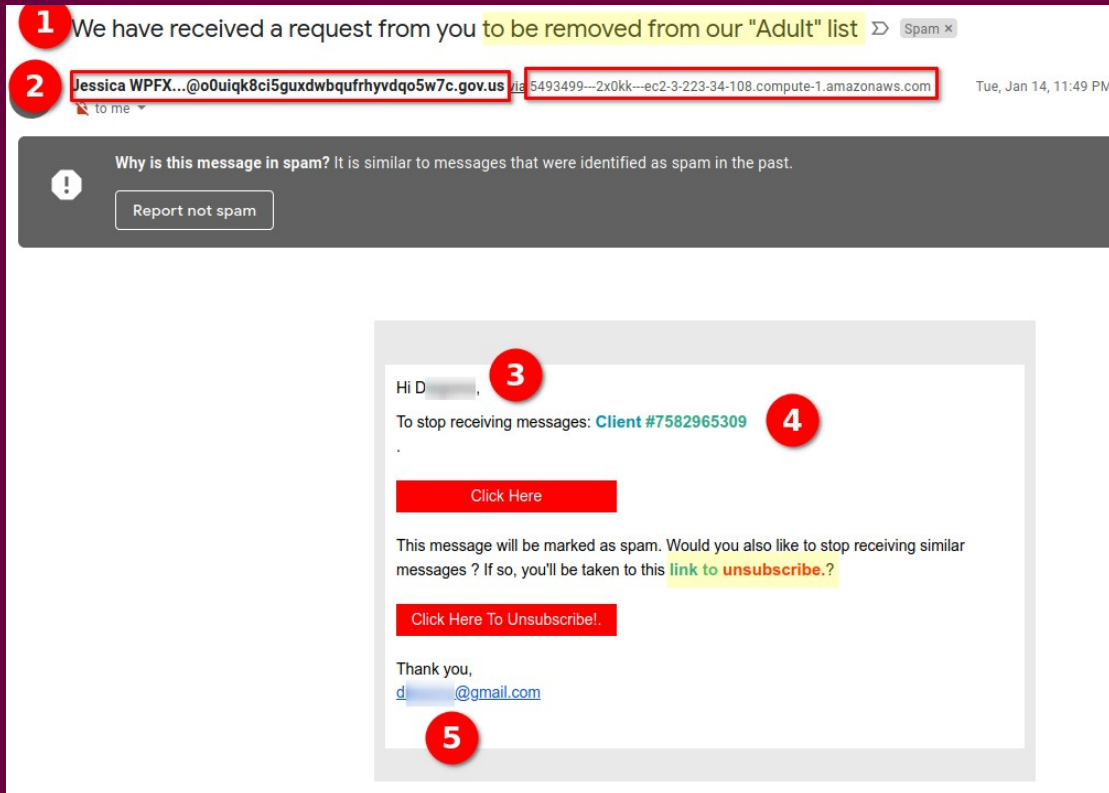 1 We have received a request from you to be removed from our "Adult" list Spam ×
2 Jessica WPFX...@o0uiqk8ci5guxdwbqufrhyvdqo5w7c.gov.us via 5493499---2x0kk---ec2-3-223-34-108.compute-1.amazonaws.com Tue, Jan 14, 11:49 PM
to me
Why is this message in spam? It is similar to messages that were identified as spam in the past.
!
Report not spam
Hi D , 3
To stop receiving messages: Client #7582965309 4
.
Click Here
This message will be marked as spam. Would you also like to stop receiving similar
messages ? If so, you'll be taken to this link to unsubscribe.?
Click Here To Unsubscribe!.
Thank you,
d @gmail.com
5